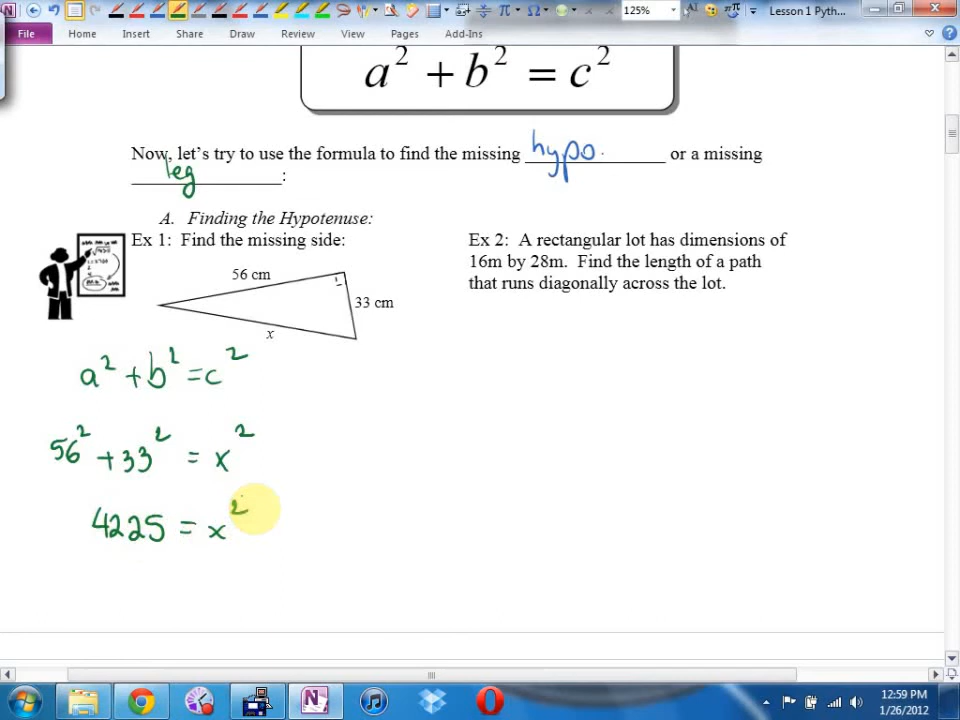 125%
Lesson 1 Pyth...
File Home Insert Share Draw Review View Pages Add-Ins
a² + b² = c²
Now, let's try to use the formula to find the missing hypo. or a missing
leg :
A. Finding the Hypotenuse:
Ex 1: Find the missing side:
56 cm
33 cm
x
Ex 2: A rectangular lot has dimensions of
16m by 28m. Find the length of a path
that runs diagonally across the lot.
a² + b² = c²
56² + 33² = x²
4225 = x²
12:59 PM
1/26/2012